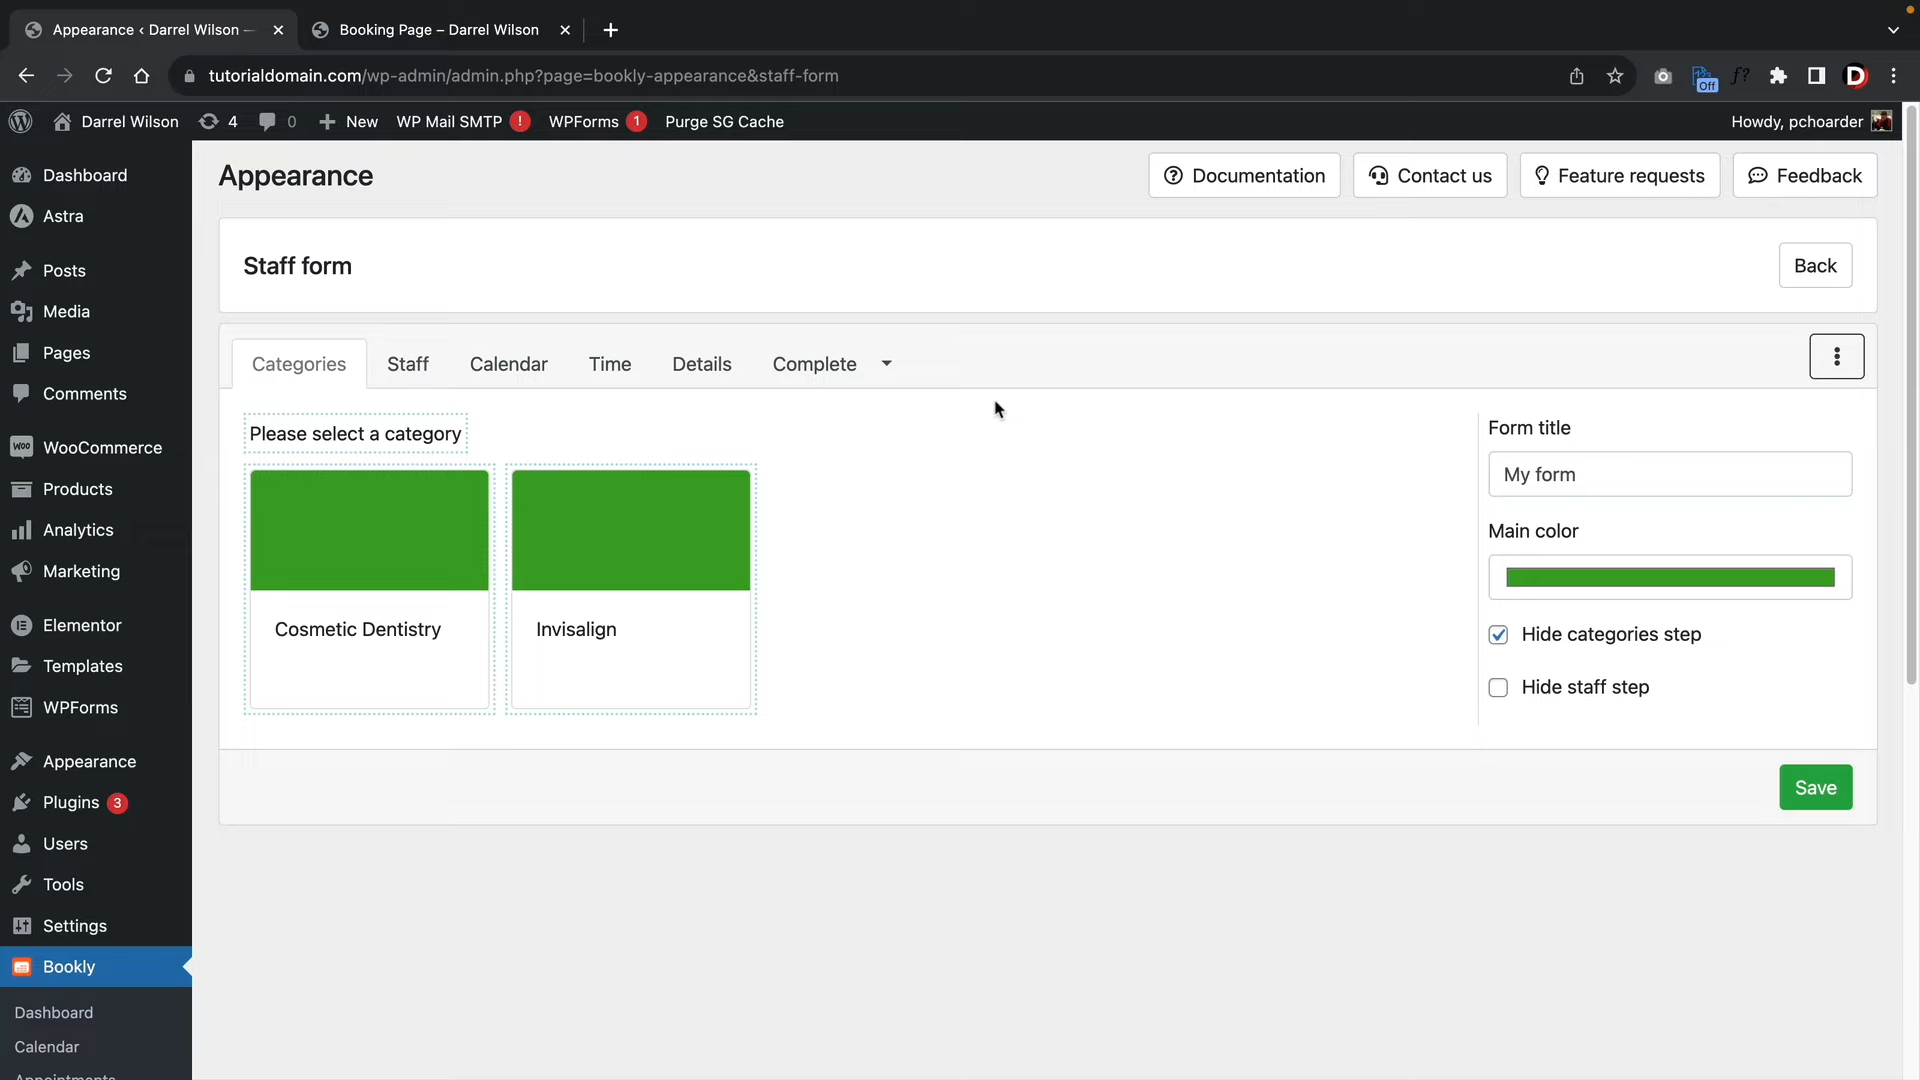 Appearance ‹ Darrel Wilson —
Booking Page – Darrel Wilson
tutorialdomain.com/wp-admin/admin.php?page=bookly-appearance&staff-form
f?
Off
D
Darrel Wilson
4
0
New
WP Mail SMTP !
WPForms 1
Purge SG Cache
Howdy, pchoarder
Dashboard
Astra
Posts
Media
Pages
Comments
WooCommerce
Products
Analytics
Marketing
Elementor
Templates
WPForms
Appearance
Plugins 3
Users
Tools
Settings
Bookly
Dashboard
Calendar
Appointments
Appearance
Documentation
Contact us
Feature requests
Feedback
Staff form
Back
Categories
Staff
Calendar
Time
Details
Complete
Please select a category
Cosmetic Dentistry
Invisalign
Form title
My form
Main color
Hide categories step
Hide staff step
Save